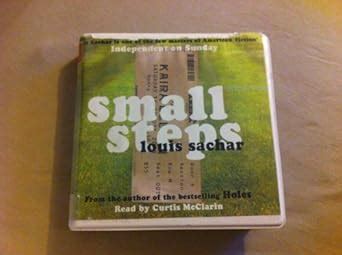 Sachar is one of the few masters of American fiction
Independent on Sunday
small
steps
louis sachar
From the author of the bestselling Holes
Read by Curtis McClarin